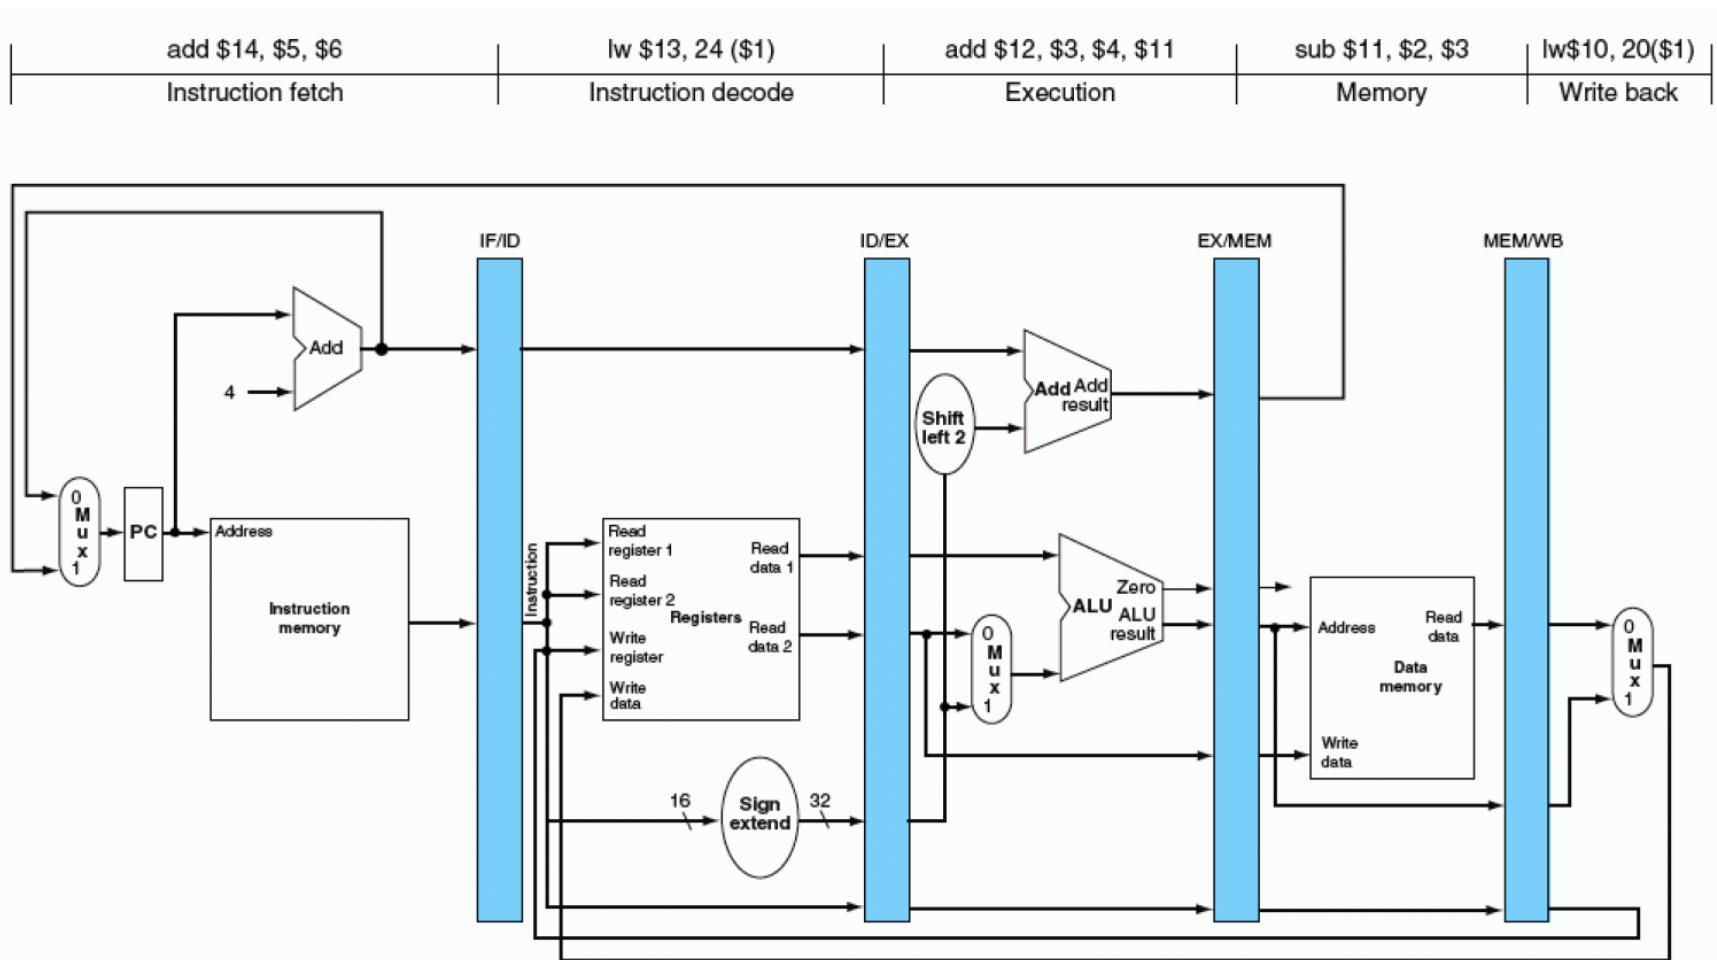 add $14, $5, $6
lw $13, 24 ($1)
add $12, $3, $4, $11
sub $11, $2, $3
lw$10, 20($1)
Instruction fetch
Instruction decode
Execution
Memory
Write back
IF/ID
ID/EX
EX/MEM
MEM/WB
Add
4
Add Add
result
Shift
left 2
0
M
u
x
1
PC
Address
Instruction
memory
Instruction
Read
register 1
Read
register 2
Write
register
Write
data
Registers
Read
data 1
Read
data 2
16
Sign
extend
32
0
M
u
x
1
Zero
ALU
ALU
result
Address
Read
data
Data
memory
Write
data
0
M
u
x
1